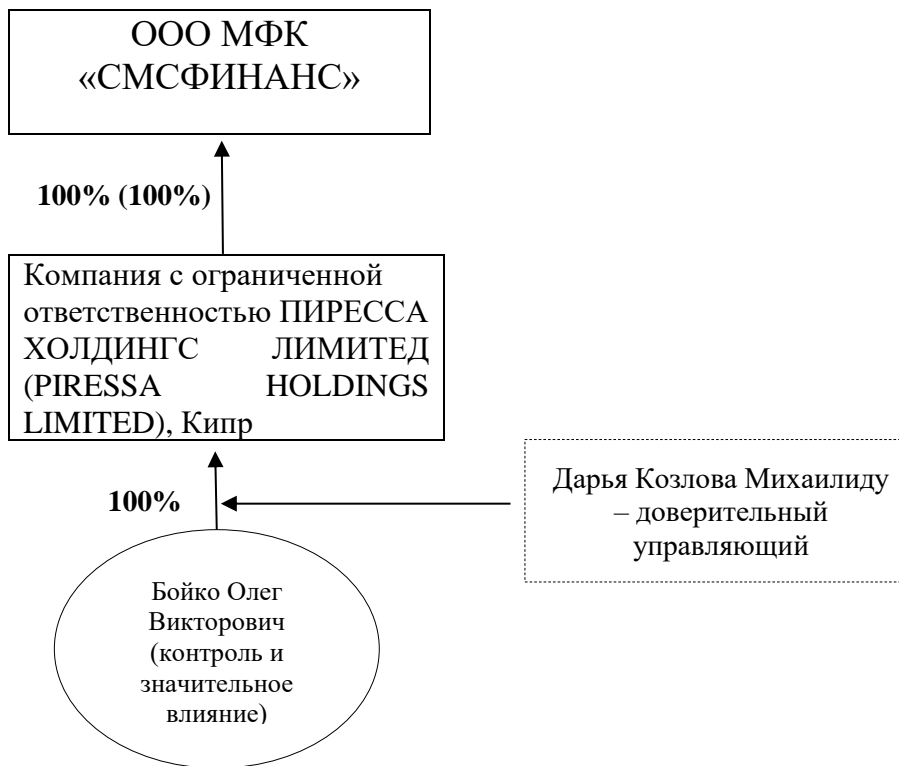 ООО МФК
«СМСФИНАНС»
100% (100%)
Компания с ограниченной
ответственностью ПИРЕССА
ХОЛДИНГС ЛИМИТЕД
(PIRESSA HOLDINGS
LIMITED), Кипр
100%
Дарья Козлова Михаилиду
– доверительный
управляющий
Бойко Олег
Викторович
(контроль и
значительное
влияние)